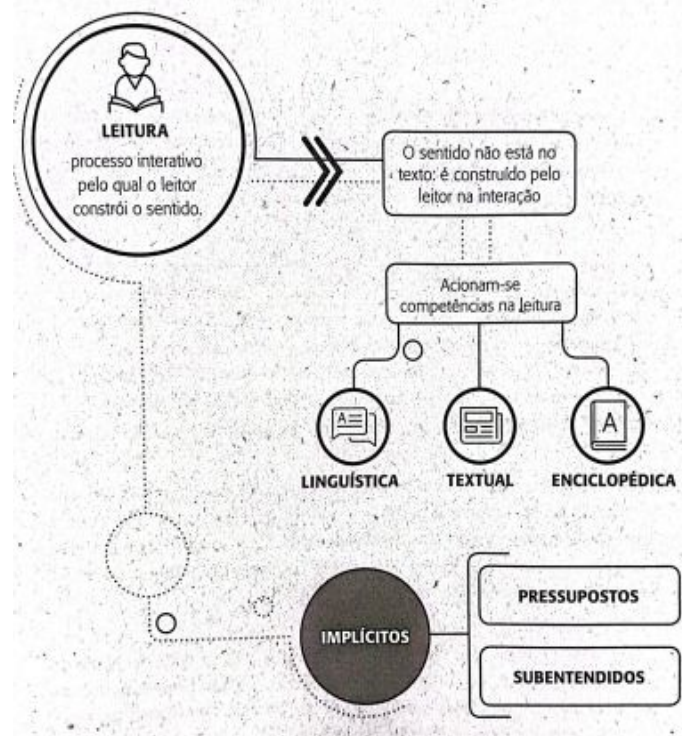 LEITURA
processo interativo
pelo qual o leitor
constrói o sentido.
O sentido não está no
texto: é construído pelo
leitor na interação
Acionam-se
competências na leitura
LINGUÍSTICA
TEXTUAL
ENCICLOPÉDICA
IMPLÍCITOS
PRESSUPOSTOS
SUBENTENDIDOS